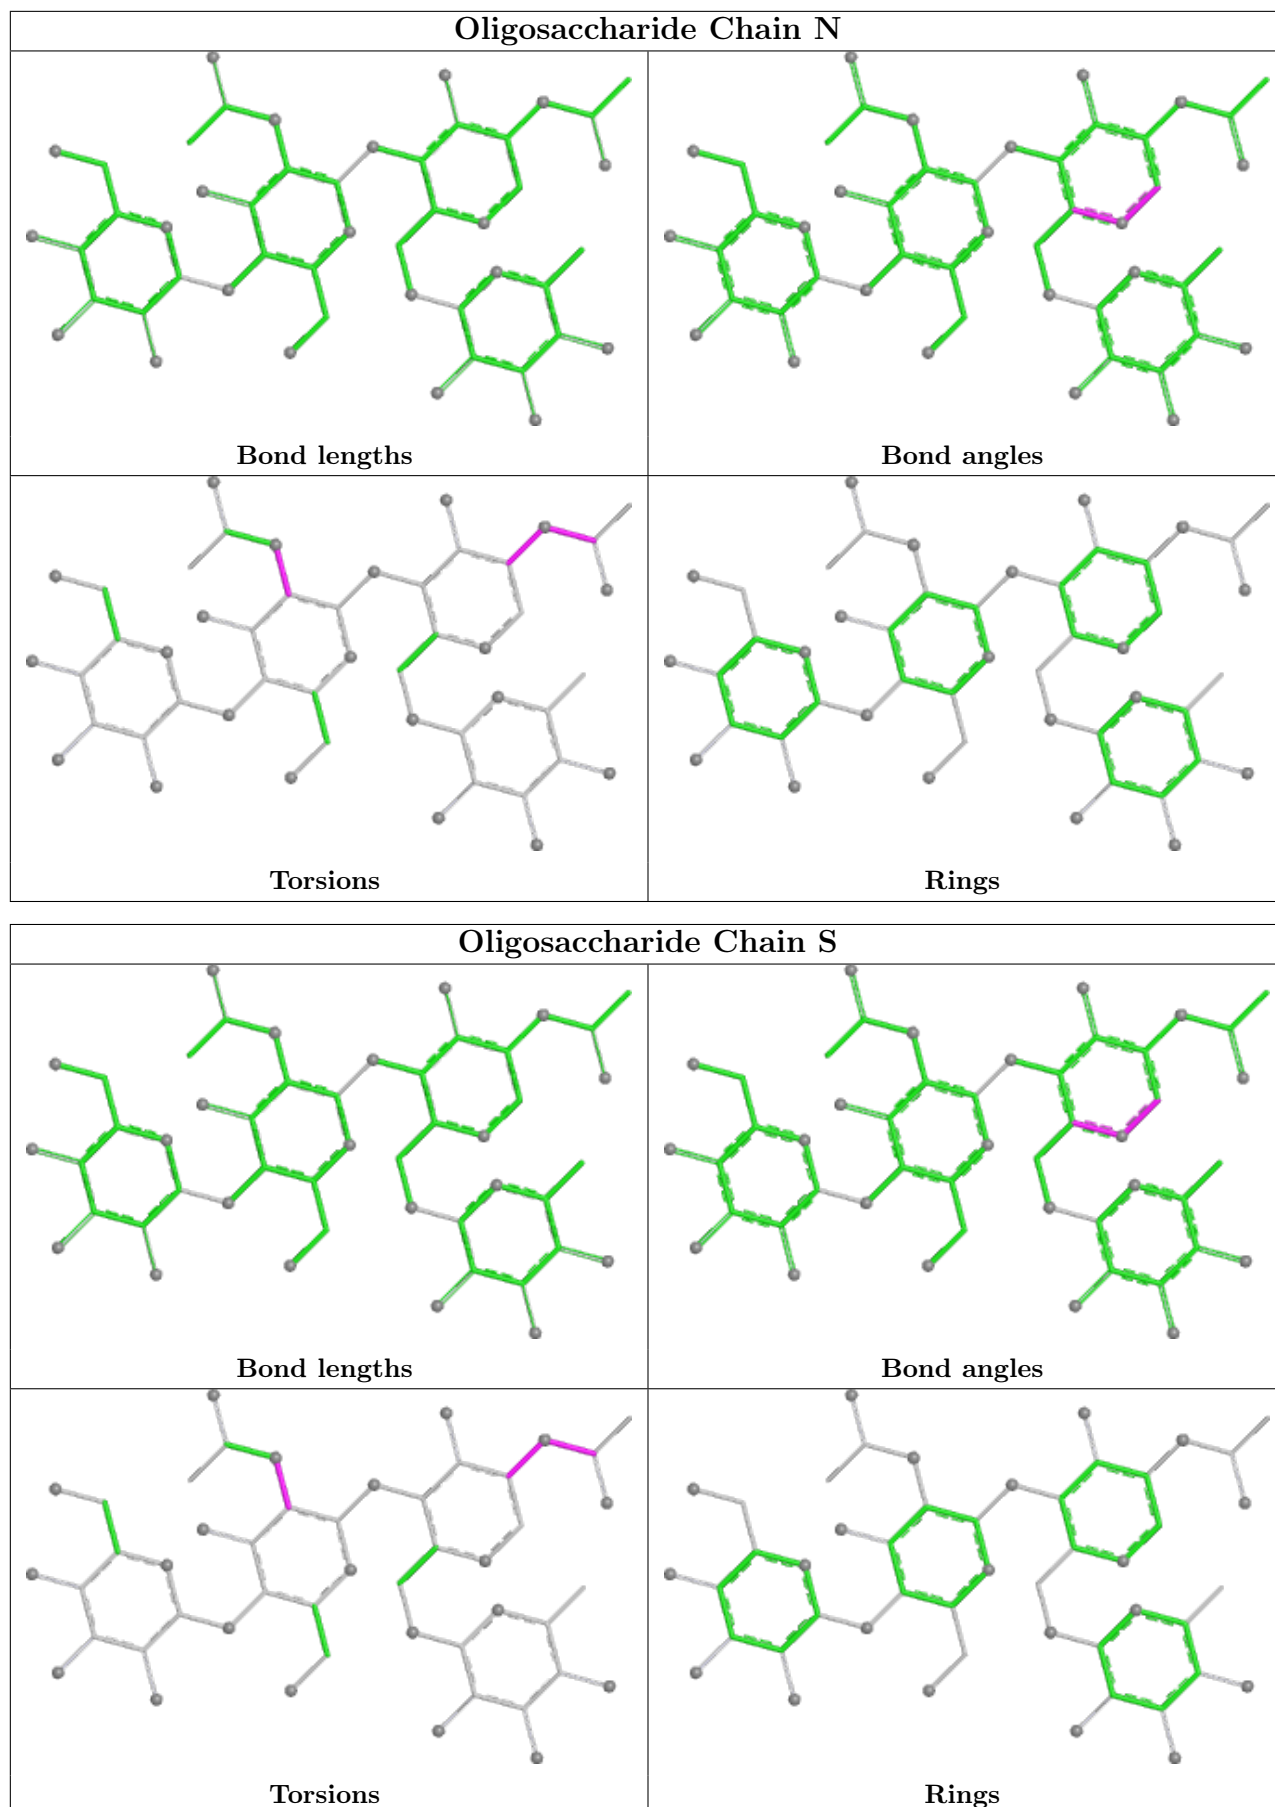 Oligosaccharide Chain N
Bond lengths
Bond angles
Torsions
Rings
Oligosaccharide Chain S
Bond lengths
Bond angles
Torsions
Rings